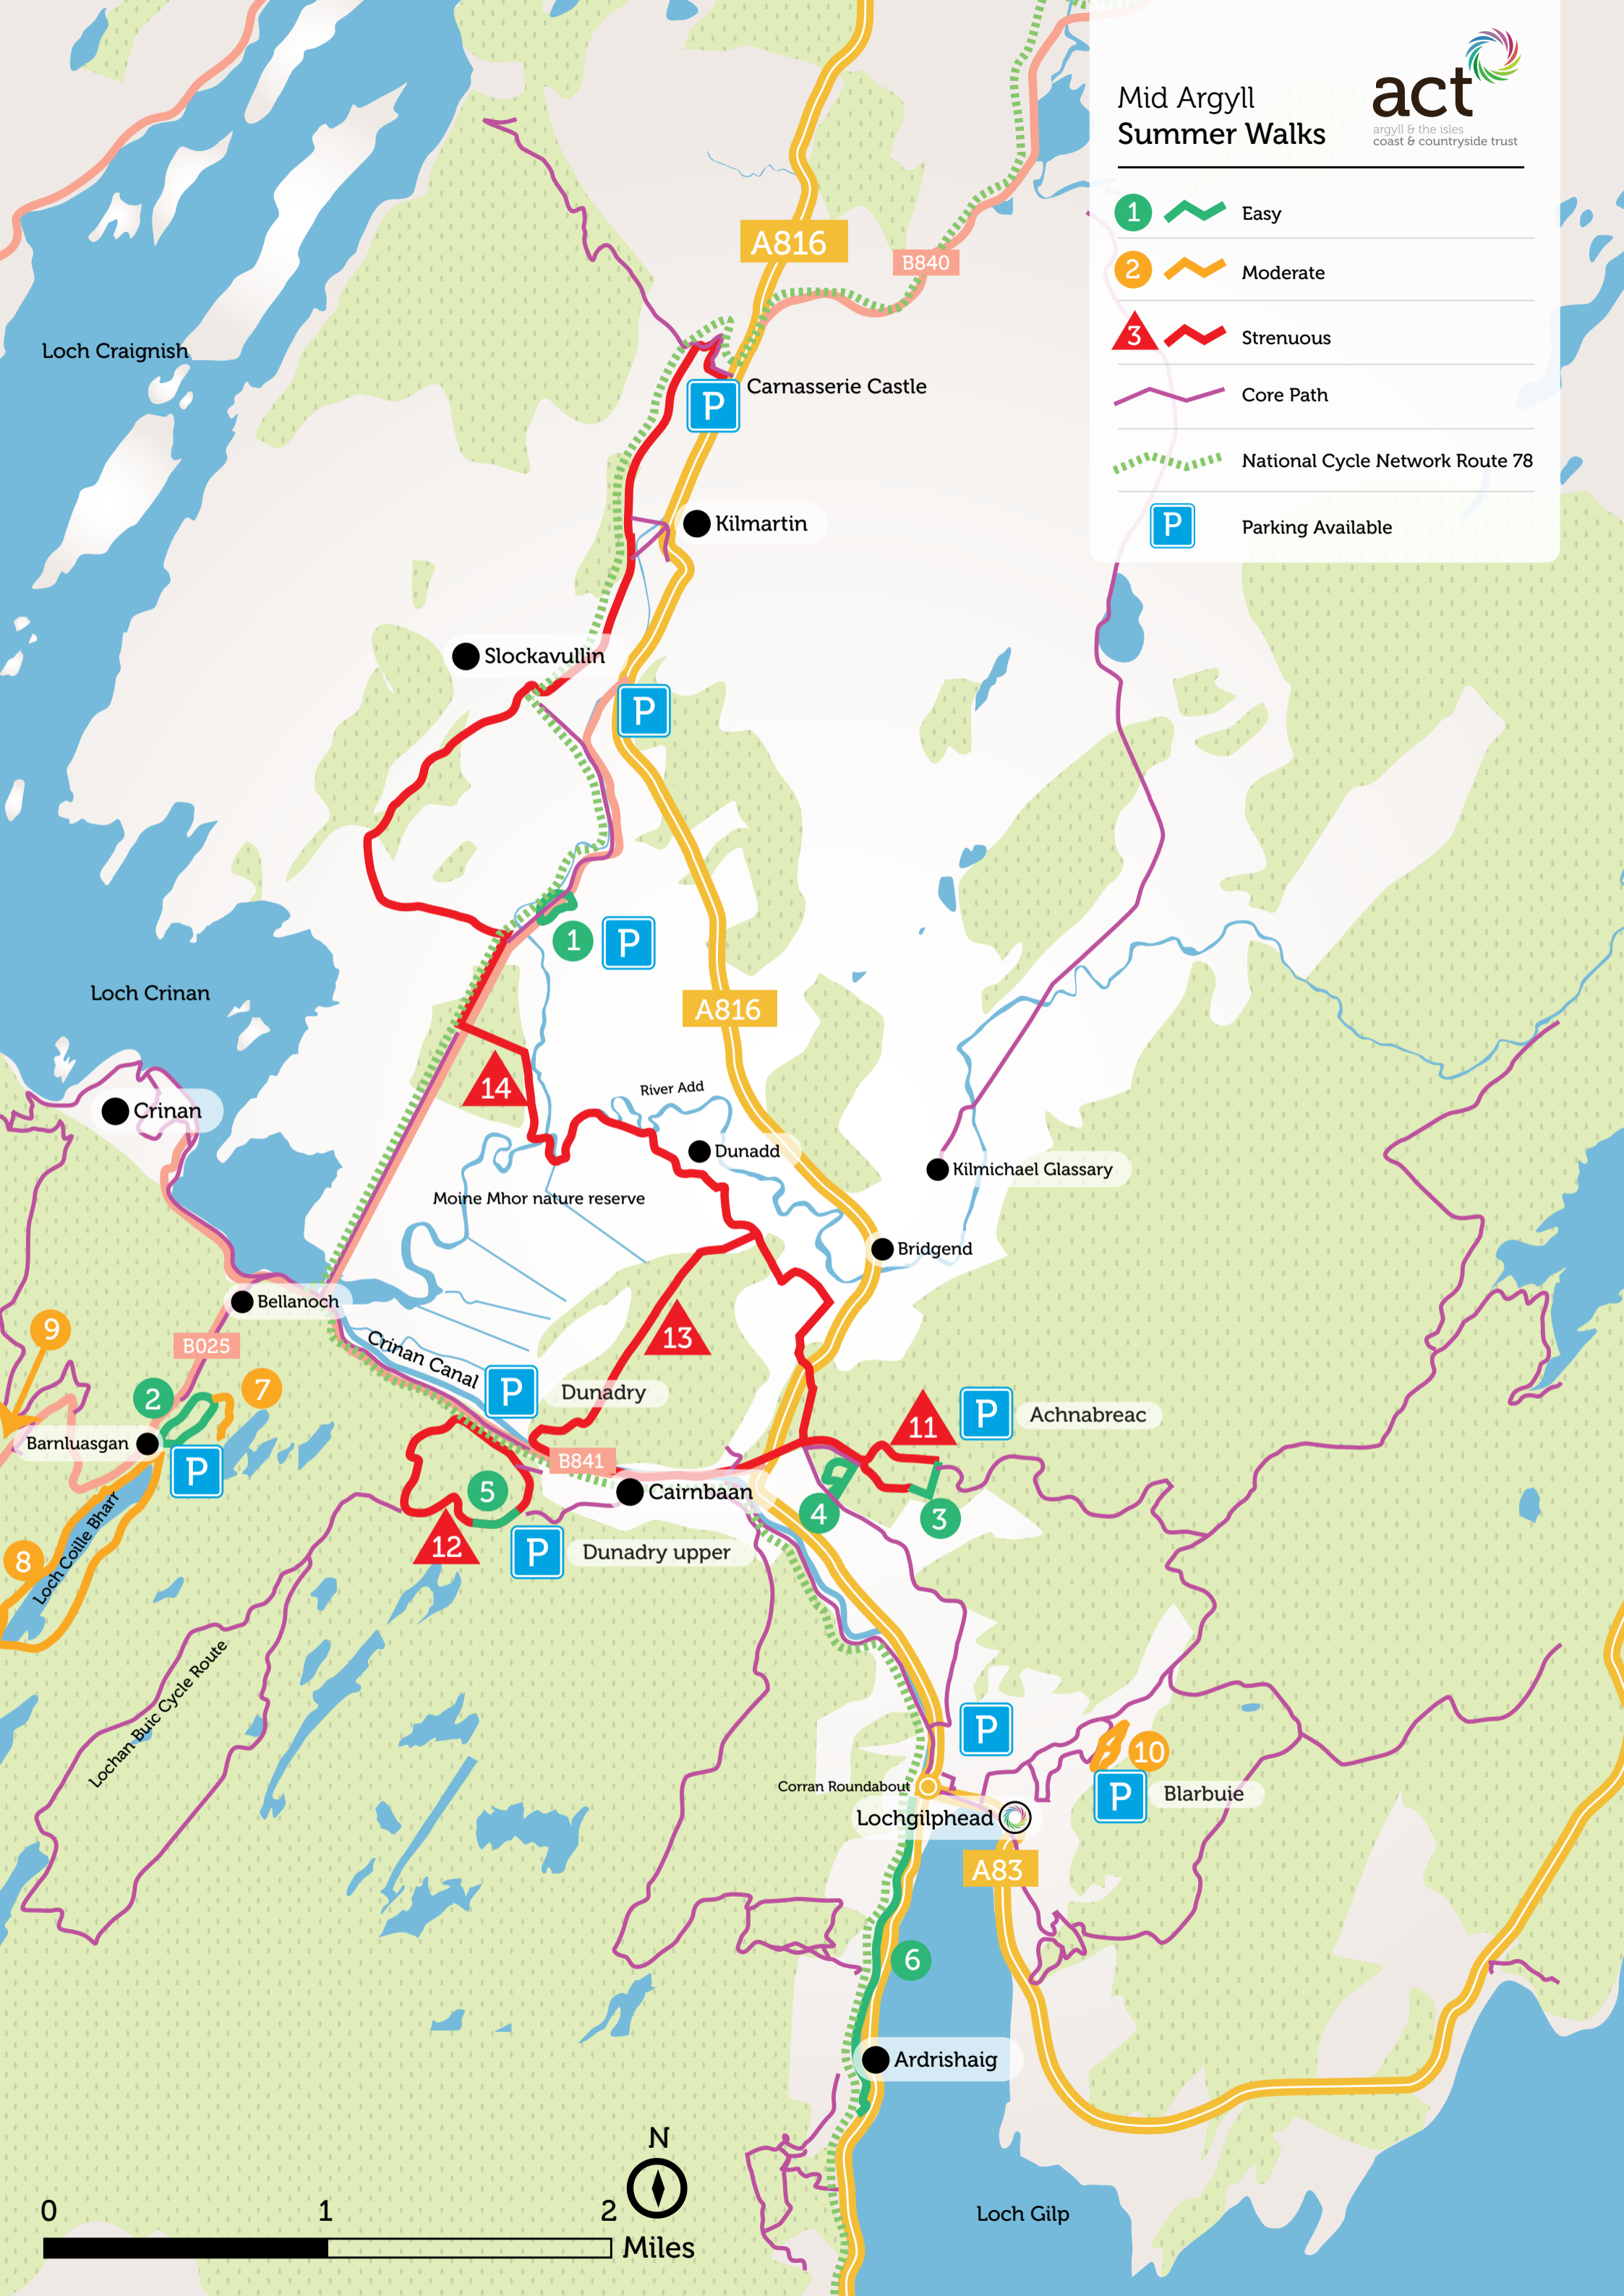 Mid Argyll
Summer Walks
act
argyll & the isles
coast & countryside trust
1 Easy
2 Moderate
3 Strenuous
Core Path
National Cycle Network Route 78
P Parking Available
A816
B840
Loch Craignish
Carnasserie Castle
P
Kilmartin
Slockavullin
P
1
P
Loch Crinan
A816
14
River Add
Crinan
Dunadd
Kilmichael Glassary
Moine Mhor nature reserve
Bridgend
Bellanoch
9
B025
Crinan Canal
13
2
7
P
Dunadry
11
P
Achnabreac
Barnluasgan
P
B841
5
Cairnbaan
4
3
12
P
Dunadry upper
8
Loch Coille Bharr
Lochan Buic Cycle Route
P
10
Corran Roundabout
P
Blarbuie
Lochgilphead
A83
6
Ardrishaig
N
0 1 2
Miles
Loch Gilp